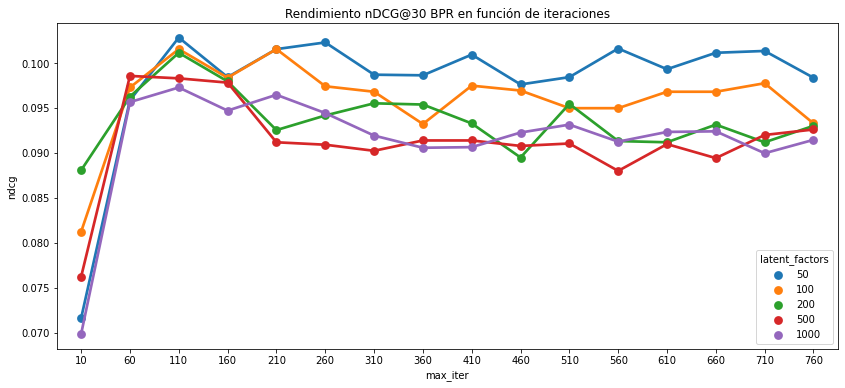 Rendimiento nDCG@30 BPR en función de iteraciones
ndcg
0.100
0.095
0.090
0.085
0.080
0.075
0.070
latent_factors
50
100
200
500
1000
10 60 110 160 210 260 310 360 410 460 510 560 610 660 710 760
max_iter